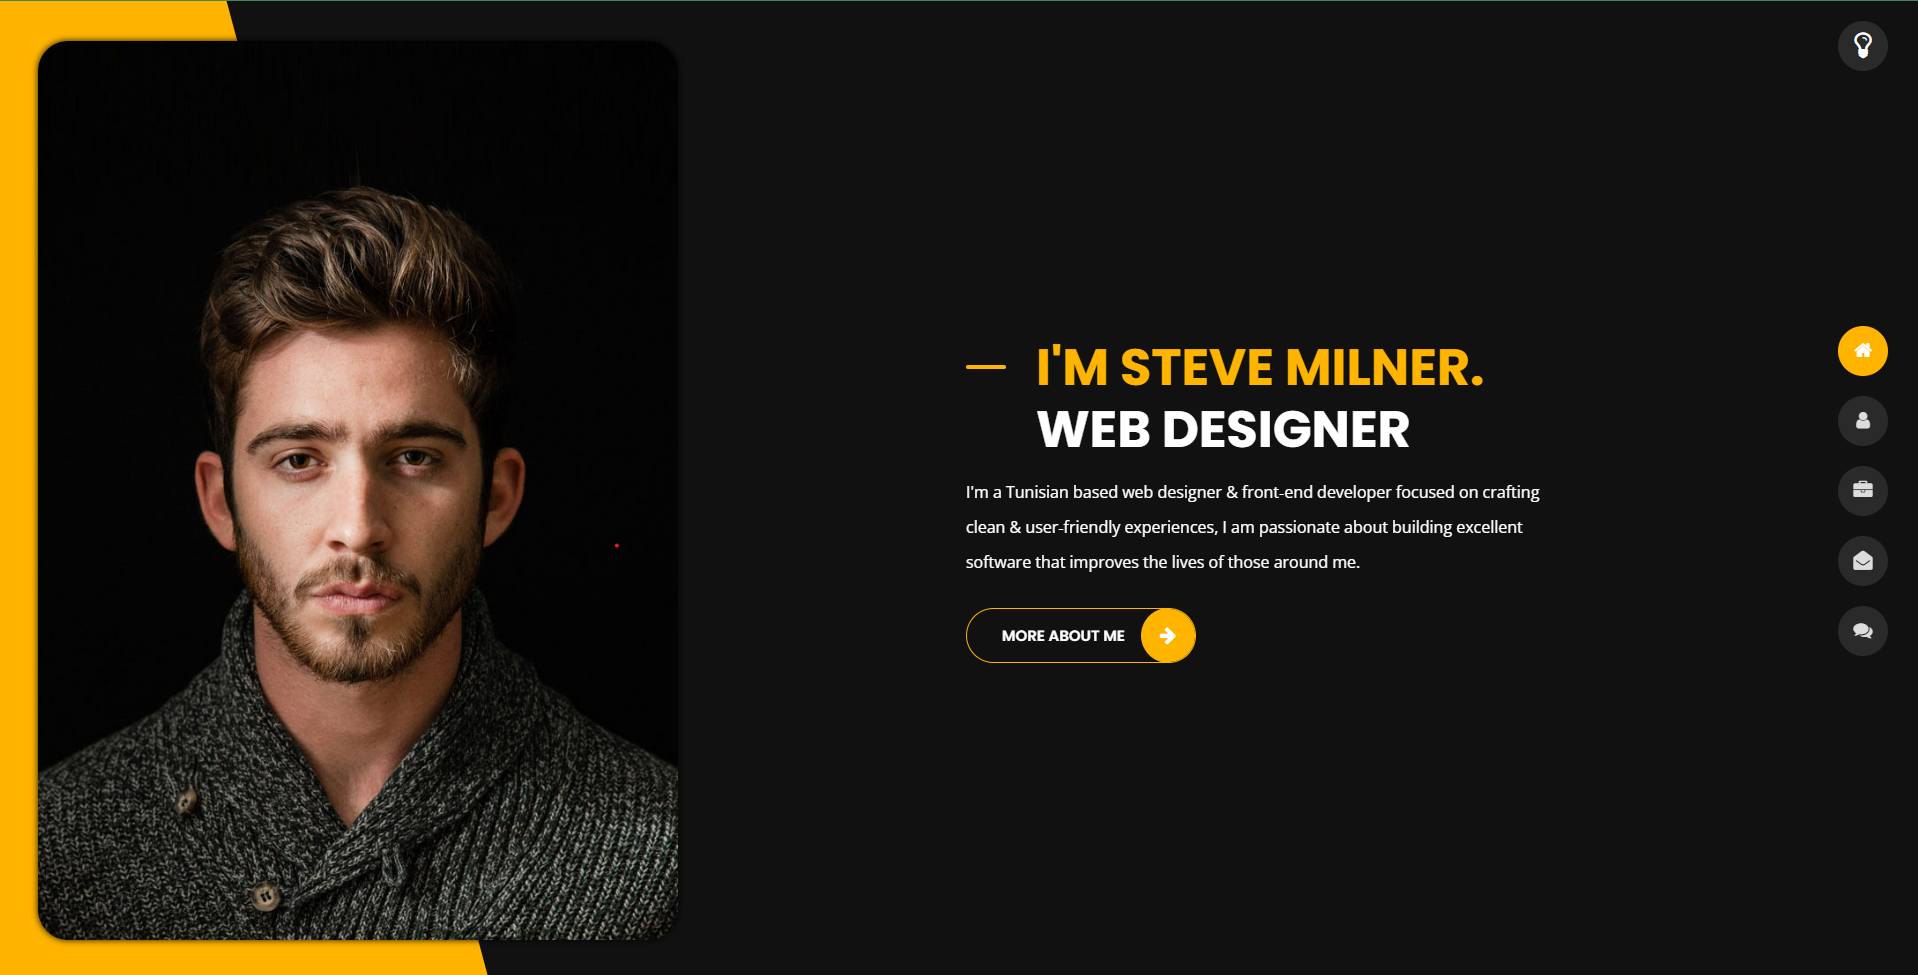 I'M STEVE MILNER.
WEB DESIGNER
I'm a Tunisian based web designer & front-end developer focused on crafting
clean & user-friendly experiences, I am passionate about building excellent
software that improves the lives of those around me.
MORE ABOUT ME